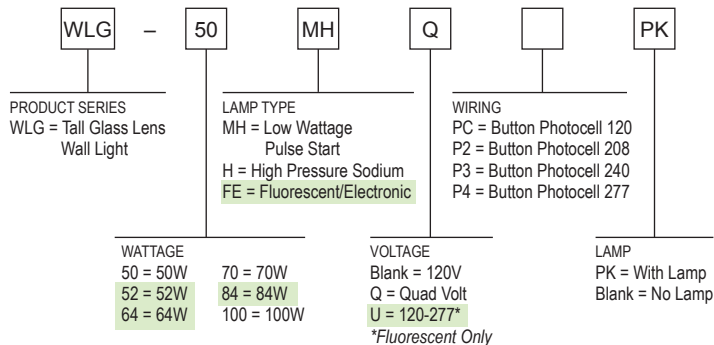 WLG – 50 MH Q PK
PRODUCT SERIES
WLG = Tall Glass Lens
Wall Light
LAMP TYPE
MH = Low Wattage
Pulse Start
H = High Pressure Sodium
FE = Fluorescent/Electronic
WIRING
PC = Button Photocell 120
P2 = Button Photocell 208
P3 = Button Photocell 240
P4 = Button Photocell 277
WATTAGE
50 = 50W 70 = 70W
52 = 52W 84 = 84W
64 = 64W 100 = 100W
VOLTAGE
Blank = 120V
Q = Quad Volt
U = 120-277*
*Fluorescent Only
LAMP
PK = With Lamp
Blank = No Lamp